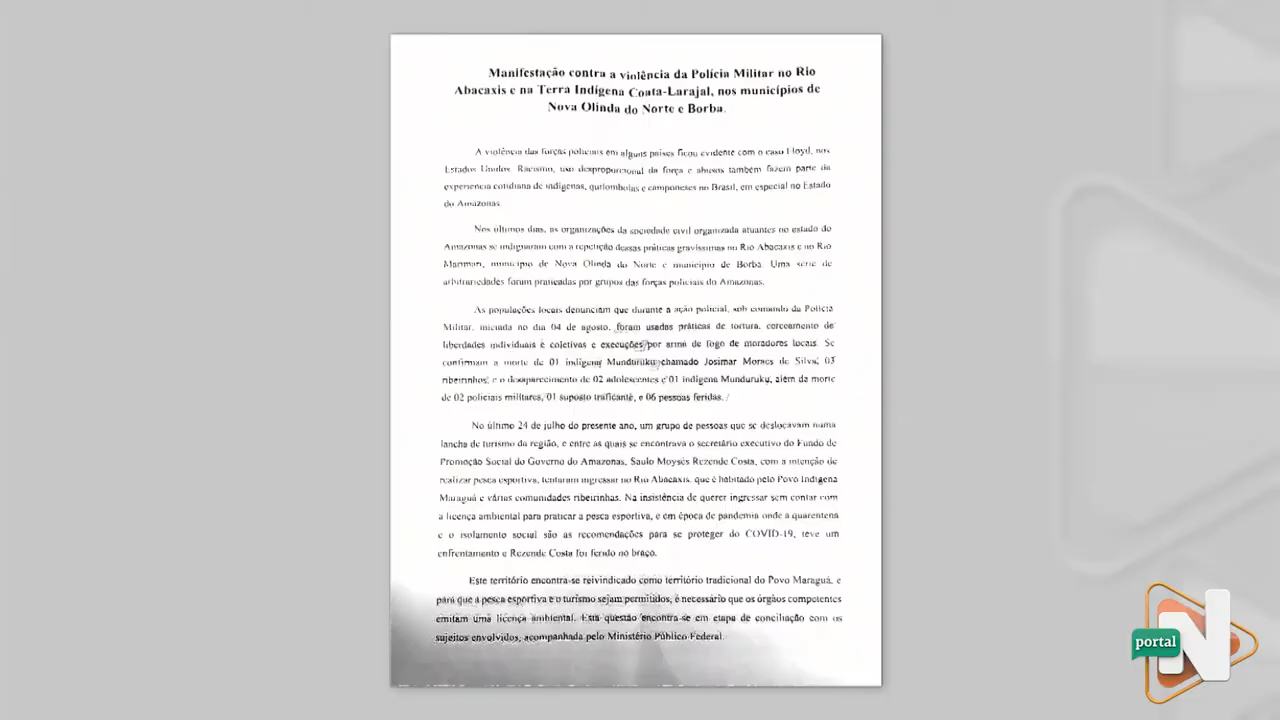 Manifestação contra a violência da Polícia Militar no Rio
Abacaxis e na Terra Indígena Coata-Larajal, nos municípios de
Nova Olinda do Norte e Borba.
A violência das forças policiais em alguns países ficou evidente com o caso Floyd, nos
Estados Unidos. Racismo, uso desproporcional da força e abusos também fazem parte da
experiencia cotidiana de indígenas, quilombolas e camponeses no Brasil, em especial no Estado
do Amazonas.
Nos últimos dias, as organizações da sociedade civil organizada atuantes no estado do
Amazonas se indignaram com a repetição dessas práticas gravíssimas no Rio Abacaxis e no Rio
Marimari, município de Nova Olinda do Norte e município de Borba. Uma serie de
arbitrariedades foram praticadas por grupos das forças policiais do Amazonas.
As populações locais denunciam que durante a ação policial, sob comando da Polícia
Militar, iniciada no dia 04 de agosto, foram usadas práticas de tortura, cerceamento de
liberdades individuais e coletivas e execuções por arma de fogo de moradores locais. Se
confirmam a morte de 01 indígena Munduruku chamado Josimar Moraes de Silva, 03
ribeirinhos, e o desaparecimento de 02 adolescentes e 01 indígena Munduruku, além da morte
de 02 policiais militares, 01 suposto traficante, e 06 pessoas feridas.
No último 24 de julho do presente ano, um grupo de pessoas que se deslocavam numa
lancha de turismo da região, e entre as quais se encontrava o secretário executivo do Fundo de
Promoção Social do Governo do Amazonas, Saulo Moysés Rezende Costa, com a intenção de
realizar pesca esportiva, tentaram ingressar no Rio Abacaxis, que é habitado pelo Povo Indígena
Maraguá e várias comunidades ribeirinhas. Na insistência de querer ingressar sem contar com
a licença ambiental para praticar a pesca esportiva, e em época de pandemia onde a quarentena
e o isolamento social são as recomendações para se proteger do COVID-19, teve um
enfrentamento e Rezende Costa foi ferido no braço.
Este território encontra-se reivindicado como território tradicional do Povo Maraguá, e
para que a pesca esportiva e o turismo sejam permitidos, é necessário que os órgãos competentes
emitam uma licença ambiental. Esta questão encontra-se em etapa de conciliação com os
sujeitos envolvidos, acompanhada pelo Ministério Público Federal.
portal
N